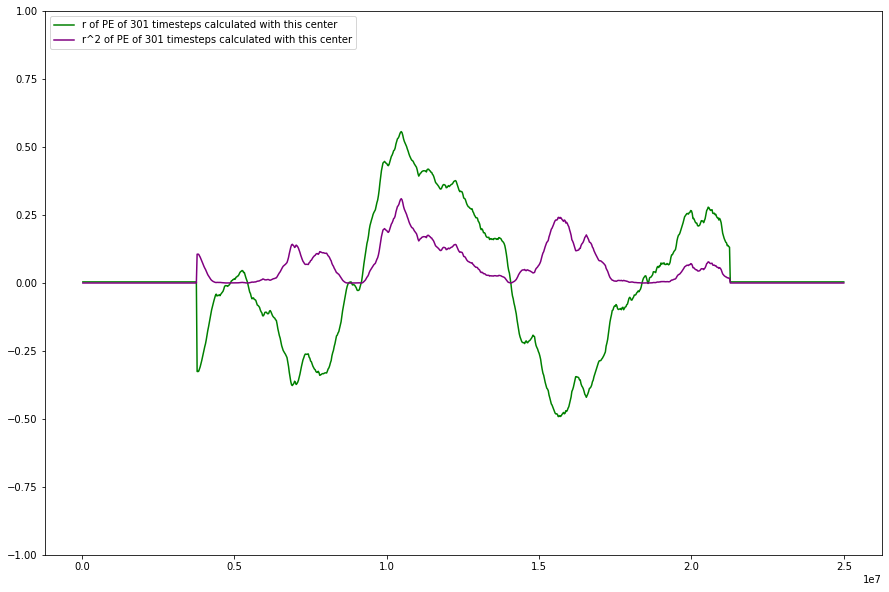 r of PE of 301 timesteps calculated with this center
r^2 of PE of 301 timesteps calculated with this center
1.00
0.75
0.50
0.25
0.00
−0.25
−0.50
−0.75
−1.00
0.0 0.5 1.0 1.5 2.0 2.5
1e7